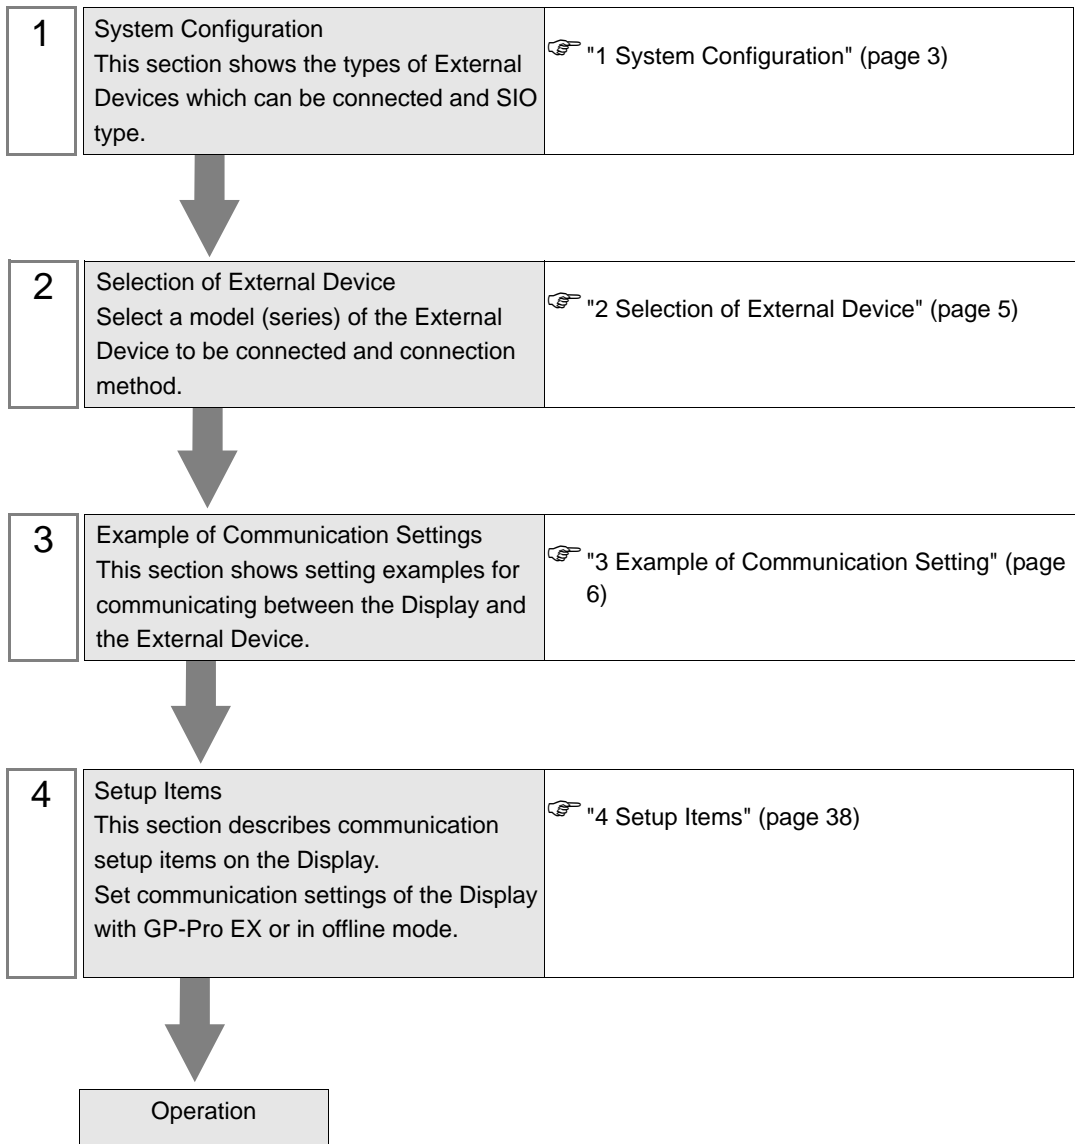 1
System Configuration
This section shows the types of External
Devices which can be connected and SIO
type.
"1 System Configuration" (page 3)
2
Selection of External Device
Select a model (series) of the External
Device to be connected and connection
method.
"2 Selection of External Device" (page 5)
3
Example of Communication Settings
This section shows setting examples for
communicating between the Display and
the External Device.
"3 Example of Communication Setting" (page
6)
4
Setup Items
This section describes communication
setup items on the Display.
Set communication settings of the Display
with GP-Pro EX or in offline mode.
"4 Setup Items" (page 38)
Operation